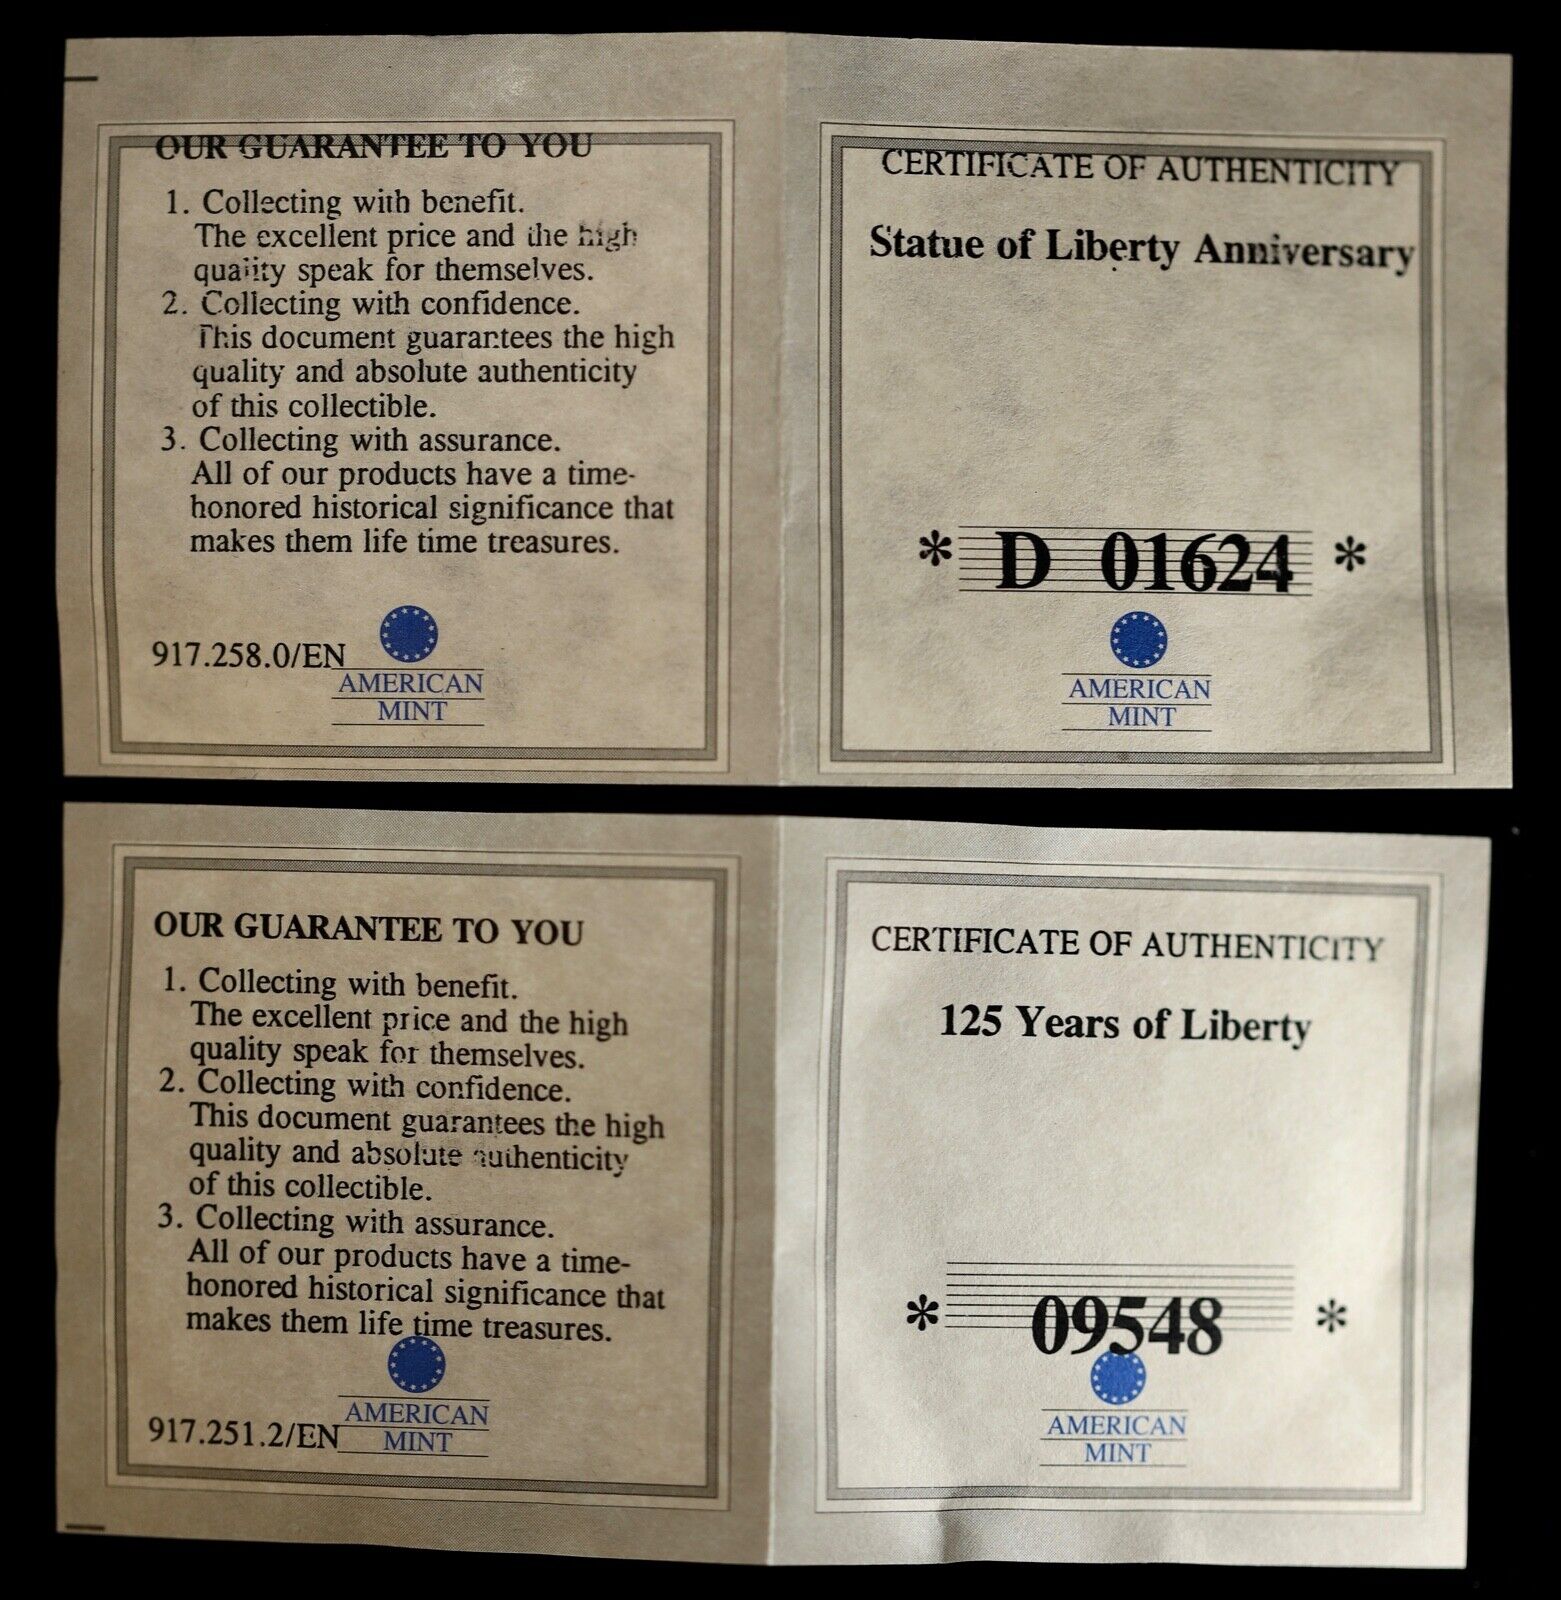 OUR GUARANTEE TO YOU
1. Collecting with benefit.
The excellent price and the high
quality speak for themselves.
2. Collecting with confidence.
This document guarantees the high
quality and absolute authenticity
of this collectible.
3. Collecting with assurance.
All of our products have a time-
honored historical significance that
makes them life time treasures.
917.258.0/EN
AMERICAN
MINT
CERTIFICATE OF AUTHENTICITY
Statue of Liberty Anniversary
* D 01624 *
AMERICAN
MINT
OUR GUARANTEE TO YOU
1. Collecting with benefit.
The excellent price and the high
quality speak for themselves.
2. Collecting with confidence.
This document guarantees the high
quality and absolute authenticity
of this collectible.
3. Collecting with assurance.
All of our products have a time-
honored historical significance that
makes them life time treasures.
917.251.2/EN
AMERICAN
MINT
CERTIFICATE OF AUTHENTICITY
125 Years of Liberty
* 09548 *
AMERICAN
MINT